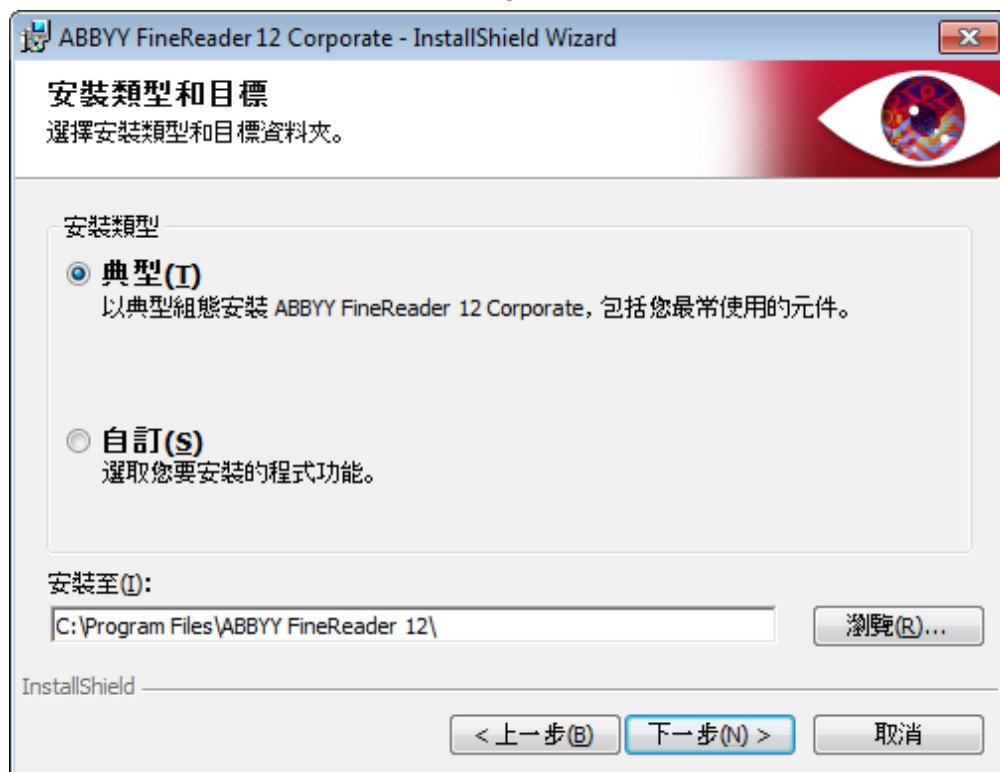 ABBYY FineReader 12 Corporate - InstallShield Wizard
安裝類型和目標
選擇安裝類型和目標資料夾。
安裝類型
典型(T)
以典型組態安裝 ABBYY FineReader 12 Corporate, 包括您最常使用的元件。
自訂(S)
選取您要安裝的程式功能。
安裝至(I):
C:\Program Files\ABBYY FineReader 12\
瀏覽(R)...
InstallShield
< 上一步(B)
下一步(N) >
取消